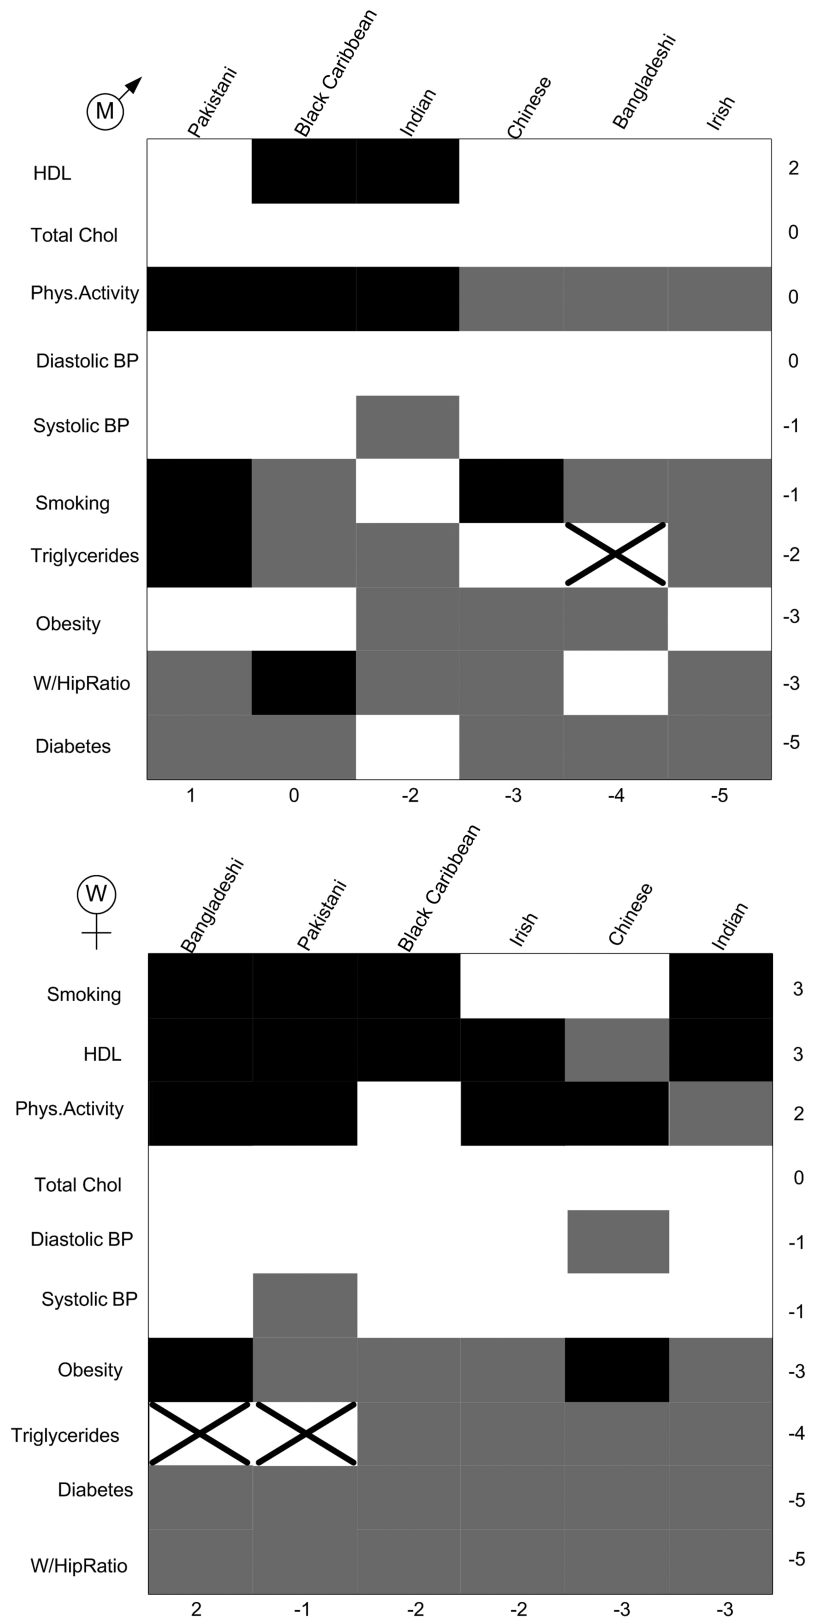 M
Pakistani
Black Caribbean
Indian
Chinese
Bangladeshi
Irish
HDL 2
Total Chol 0
Phys.Activity 0
Diastolic BP 0
Systolic BP -1
Smoking -1
Triglycerides -2
Obesity -3
W/HipRatio -3
Diabetes -5
1 0 -2 -3 -4 -5
W
Bangladeshi
Pakistani
Black Caribbean
Irish
Chinese
Indian
Smoking 3
HDL 3
Phys.Activity 2
Total Chol 0
Diastolic BP -1
Systolic BP -1
Obesity -3
Triglycerides -4
Diabetes -5
W/HipRatio -5
2 -1 -2 -2 -3 -3